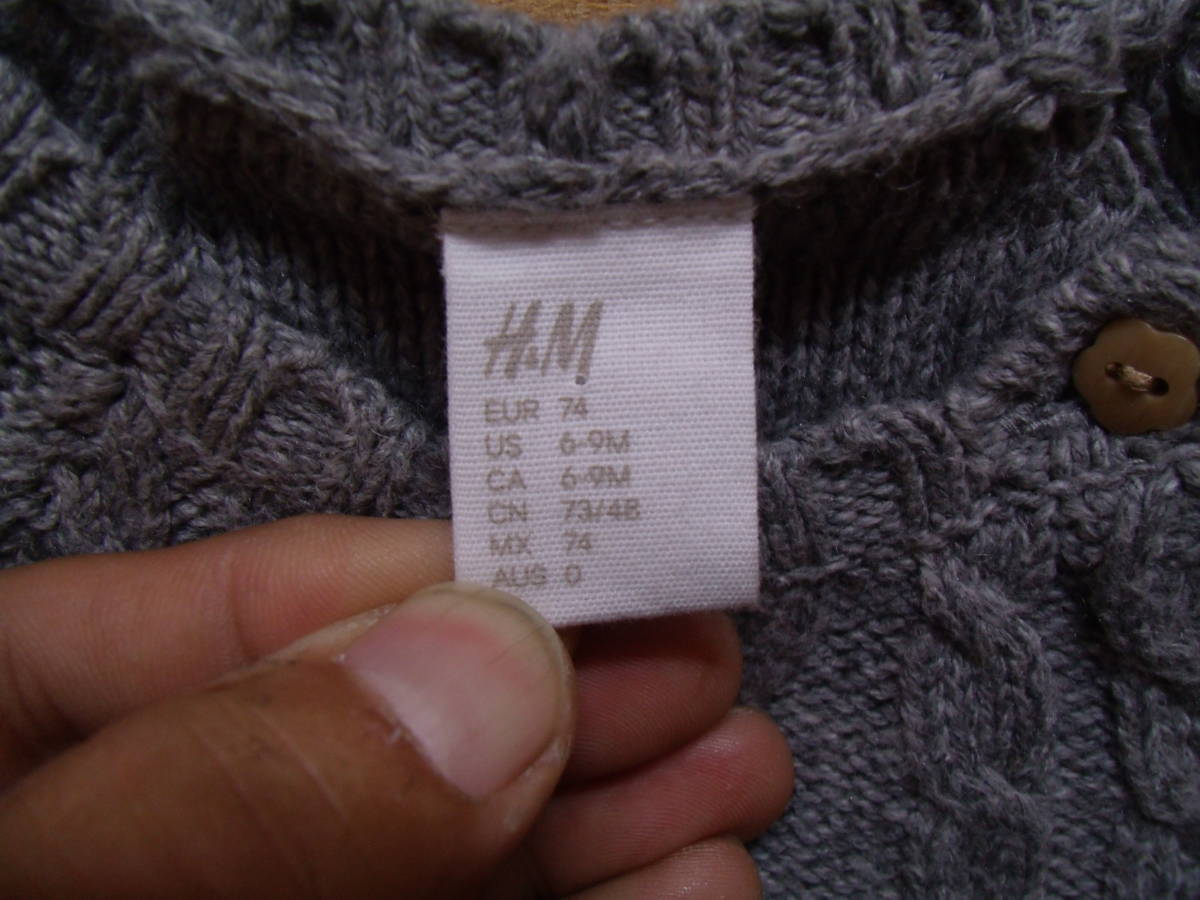 H&M
EUR 74
US 6-9M
CA 6-9M
CN 73/48
MX 74
AUS 0